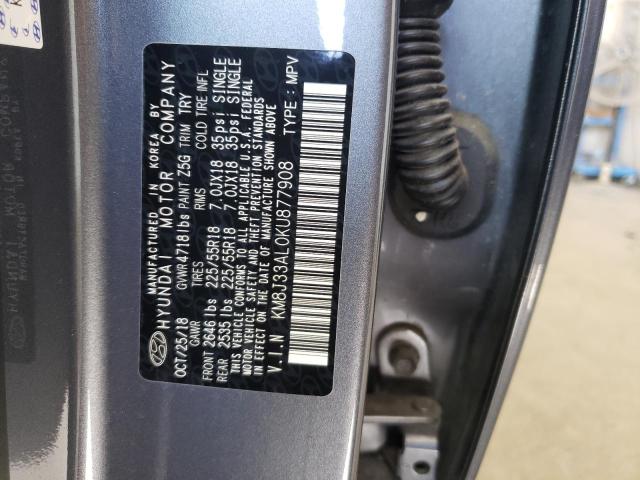 MANUFACTURED IN KOREA BY
HYUNDAI MOTOR COMPANY
OCT/25/18 GVWR 4718lbs PAINT Z5G TRIM TRY
GAWR TIRES RIMS COLD TIRE INFL
FRONT 2646lbs 225/55R18 7.0JX18 35psi SINGLE
REAR 2535lbs 225/55R18 7.0JX18 35psi SINGLE
THIS VEHICLE CONFORMS TO ALL APPLICABLE U.S.A. FEDERAL
MOTOR VEHICLE SAFETY AND THEFT PREVENTION STANDARDS
IN EFFECT ON THE DATE OF MANUFACTURE SHOWN ABOVE
V.I.N : KM8J33AL0KU877908 TYPE : MPV